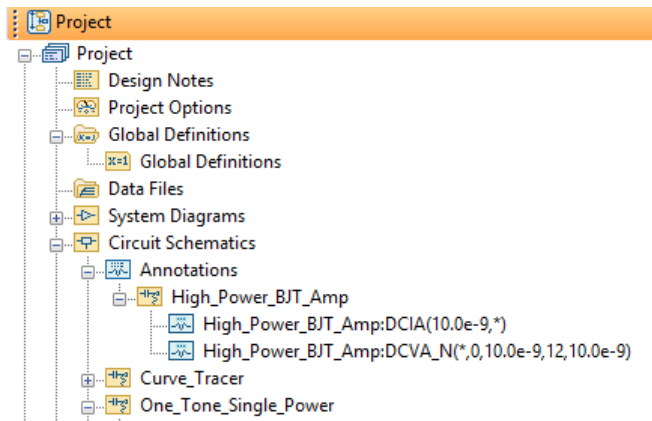 Project
Project
Design Notes
Project Options
Global Definitions
Global Definitions
Data Files
System Diagrams
Circuit Schematics
Annotations
High_Power_BJT_Amp
High_Power_BJT_Amp:DCIA(10.0e-9,*)
High_Power_BJT_Amp:DCVA_N(*,0,10.0e-9,12,10.0e-9)
Curve_Tracer
One_Tone_Single_Power